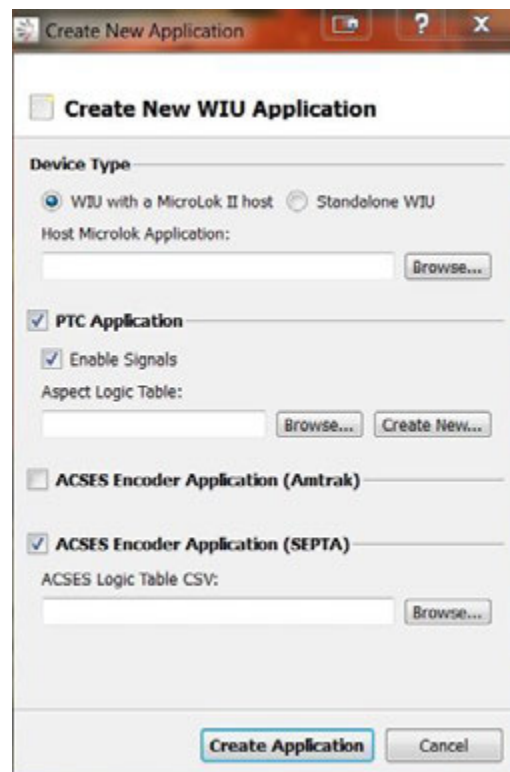 Create New Application
? X
Create New WIU Application
Device Type
WIU with a MicroLok II host Standalone WIU
Host Microlok Application:
Browse...
PTC Application
Enable Signals
Aspect Logic Table:
Browse... Create New...
ACSES Encoder Application (Amtrak)
ACSES Encoder Application (SEPTA)
ACSES Logic Table CSV:
Browse...
Create Application Cancel